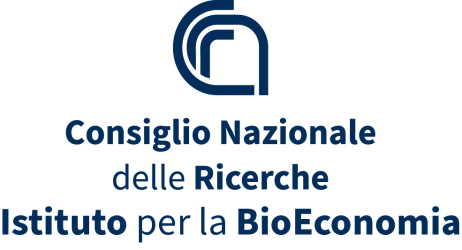 Consiglio Nazionale
delle Ricerche
Istituto per la BioEconomia